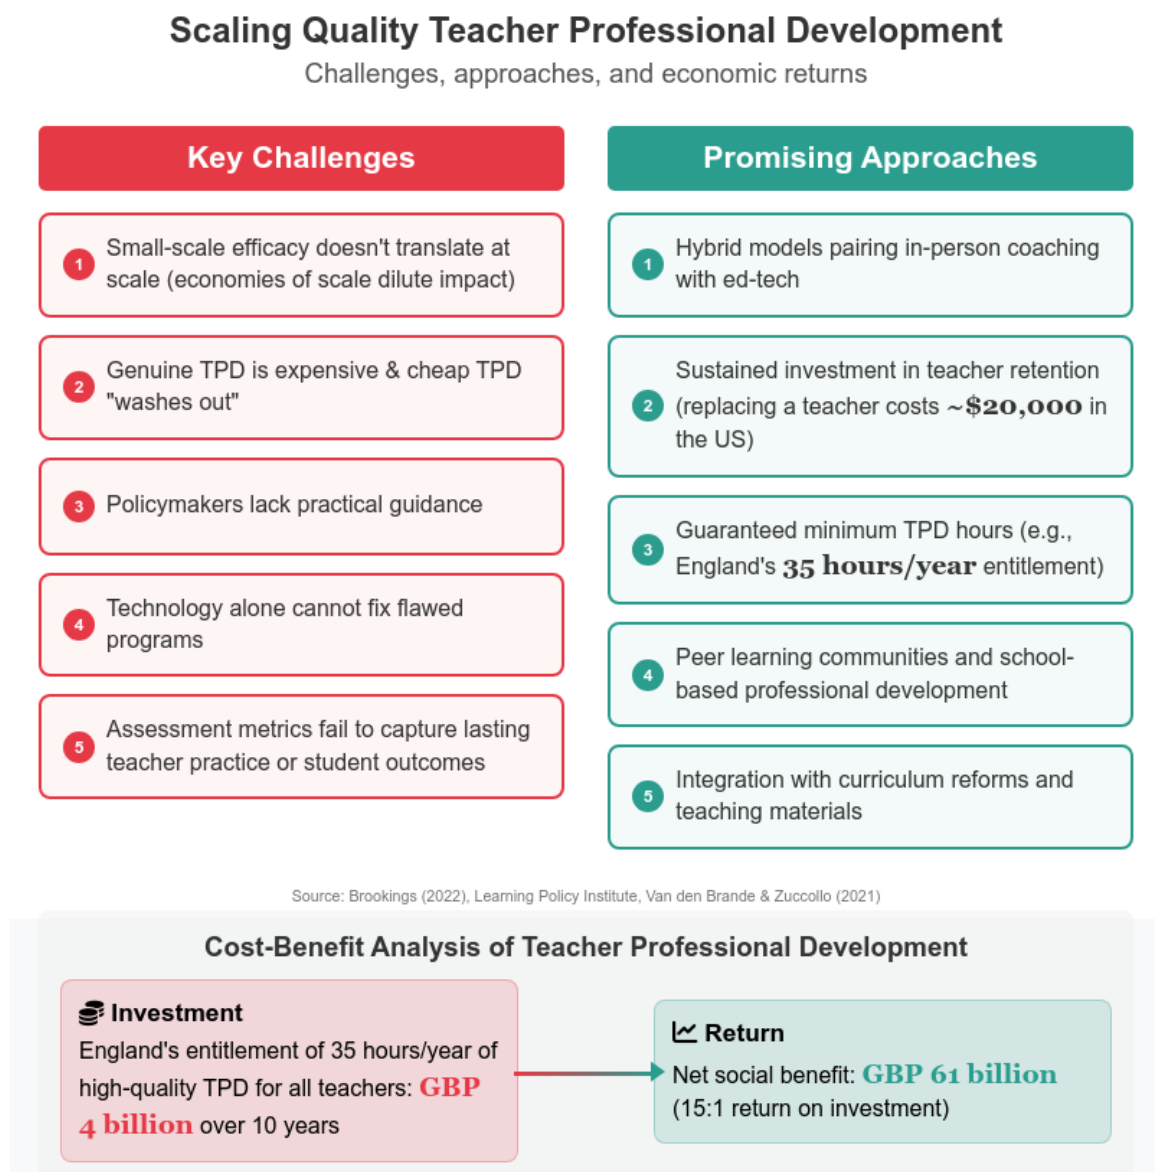 Scaling Quality Teacher Professional Development
Challenges, approaches, and economic returns
Key Challenges
1
Small-scale efficacy doesn't translate at
scale (economies of scale dilute impact)
2
Genuine TPD is expensive & cheap TPD
"washes out"
3
Policymakers lack practical guidance
4
Technology alone cannot fix flawed
programs
5
Assessment metrics fail to capture lasting
teacher practice or student outcomes
Promising Approaches
1
Hybrid models pairing in-person coaching
with ed-tech
2
Sustained investment in teacher retention
(replacing a teacher costs ~$20,000 in
the US)
3
Guaranteed minimum TPD hours (e.g.,
England's 35 hours/year entitlement)
4
Peer learning communities and school-
based professional development
5
Integration with curriculum reforms and
teaching materials
Source: Brookings (2022), Learning Policy Institute, Van den Brande & Zuccollo (2021)
Cost-Benefit Analysis of Teacher Professional Development
Investment
England's entitlement of 35 hours/year of
high-quality TPD for all teachers: GBP
4 billion over 10 years
Return
Net social benefit: GBP 61 billion
(15:1 return on investment)